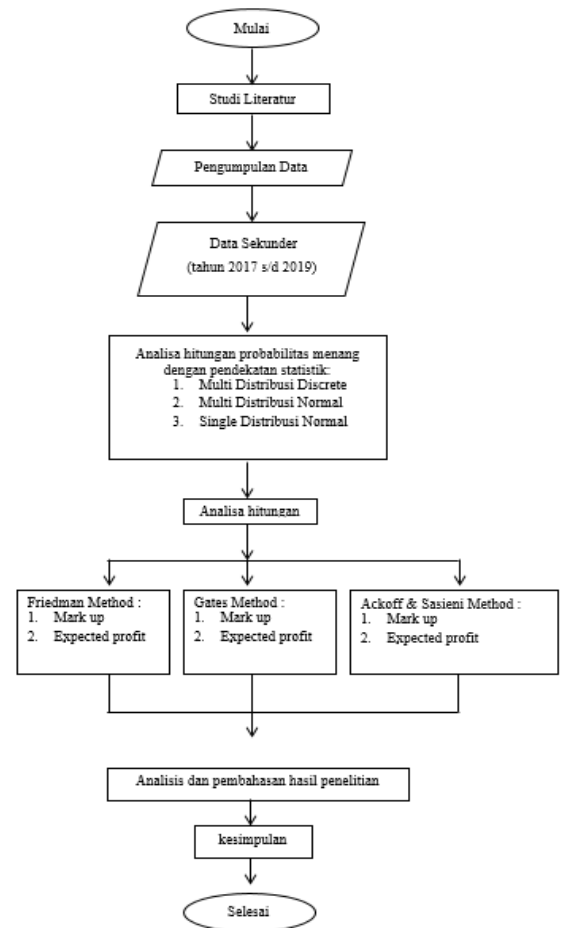 Mulai
Studi Literatur
Pengumpulan Data
Data Sekunder
(tahun 2017 s/d 2019)
Analisa hitungan probabilitas menang
dengan pendekatan statistik:
1. Multi Distribusi Discrete
2. Multi Distribusi Normal
3. Single Distribusi Normal
Analisa hitungan
Friedman Method :
1. Mark up
2. Expected profit
Gates Method :
1. Mark up
2. Expected profit
Ackoff & Sasieni Method :
1. Mark up
2. Expected profit
Analisis dan pembahasan hasil penelitian
kesimpulan
Selesai